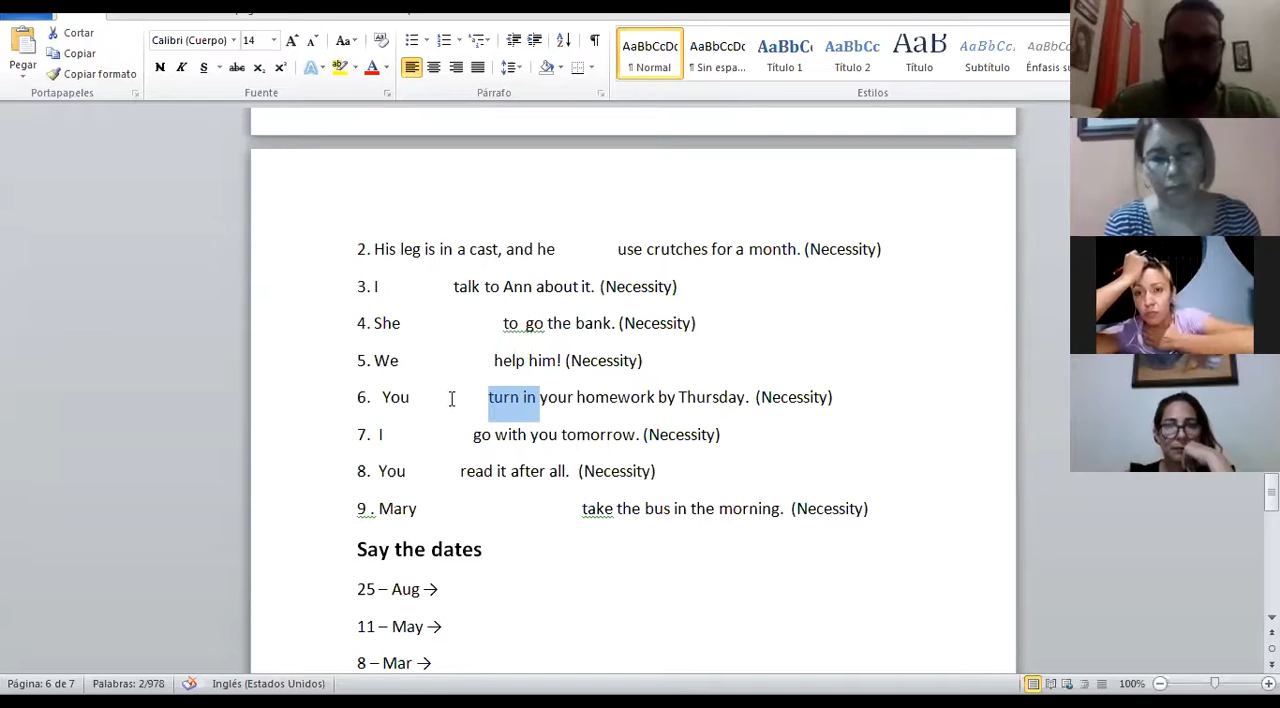 Cortar
Calibri (Cuerpo) 14 A A Aa AaBbCcDc AaBbCcDc AaBbC AaBbCc AaB AaBbCc. AaBbCc
Copiar
Pegar Copiar formato N K S abc x₂ x² A A ¶ Normal ¶ Sin espa... Título 1 Título 2 Título Subtítulo Énfasis su
Portapapeles Fuente Párrafo Estilos
2. His leg is in a cast, and he use crutches for a month. (Necessity)
3. I talk to Ann about it. (Necessity)
4. She to go the bank. (Necessity)
5. We help him! (Necessity)
6. You turn in your homework by Thursday. (Necessity)
7. I go with you tomorrow. (Necessity)
8. You read it after all. (Necessity)
9 . Mary take the bus in the morning. (Necessity)
Say the dates
25 – Aug →
11 – May →
8 – Mar →
Página: 6 de 7 Palabras: 2/978 Inglés (Estados Unidos) 100%